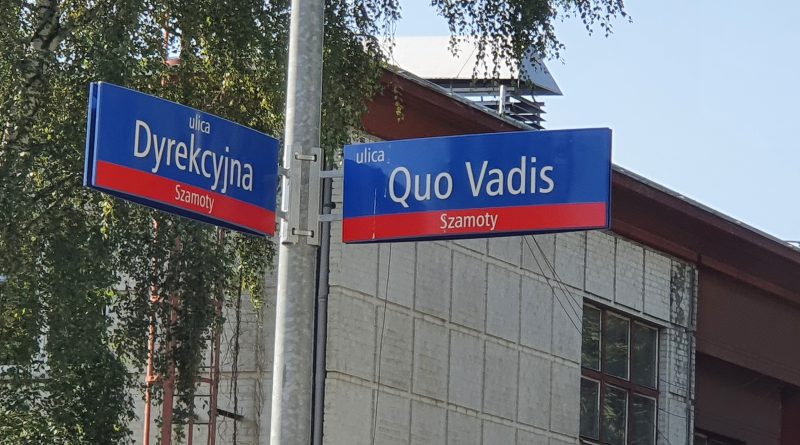 ulica
Dyrekcyjna
Szamoty
ulica
Quo Vadis
Szamoty